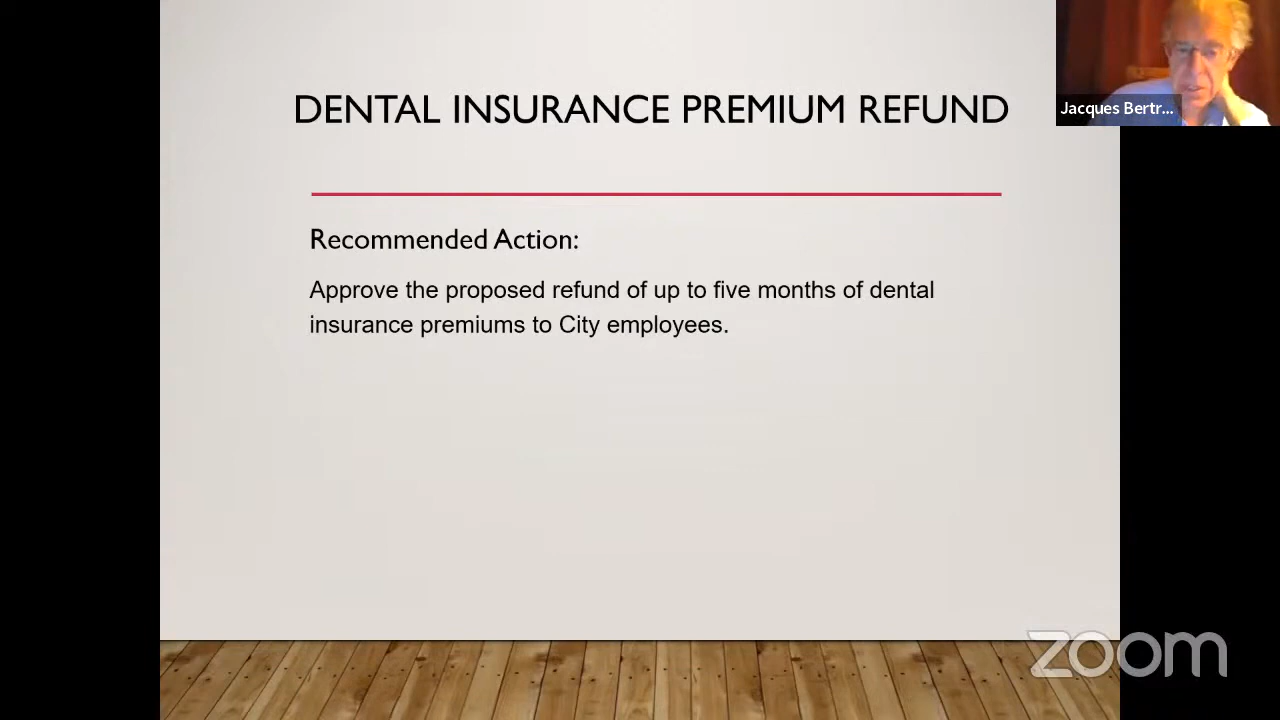 DENTAL INSURANCE PREMIUM REFUND
Jacques Bertr...
Recommended Action:
Approve the proposed refund of up to five months of dental
insurance premiums to City employees.
zoom